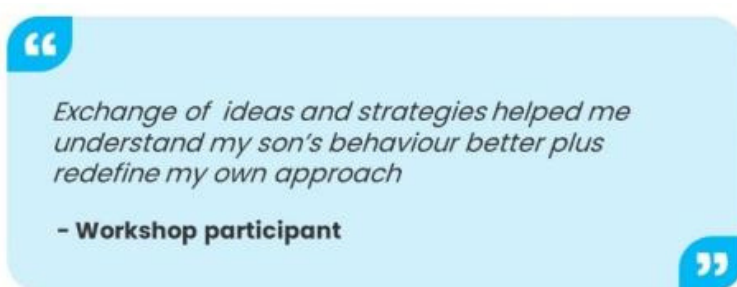 “
Exchange of ideas and strategies helped me
understand my son’s behaviour better plus
redefine my own approach
- Workshop participant
”